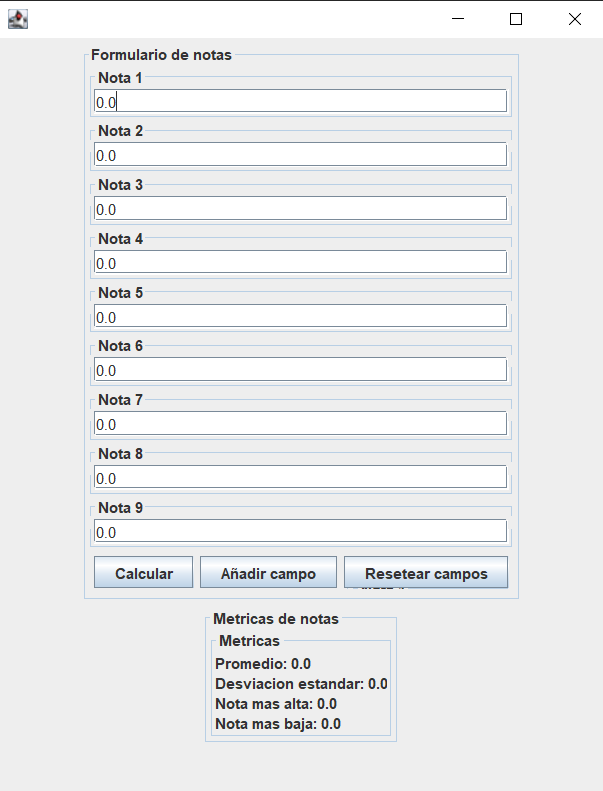 Formulario de notas
Nota 1
0.0
Nota 2
0.0
Nota 3
0.0
Nota 4
0.0
Nota 5
0.0
Nota 6
0.0
Nota 7
0.0
Nota 8
0.0
Nota 9
0.0
Calcular Añadir campo Resetear campos
Metricas de notas
Metricas
Promedio: 0.0
Desviacion estandar: 0.0
Nota mas alta: 0.0
Nota mas baja: 0.0